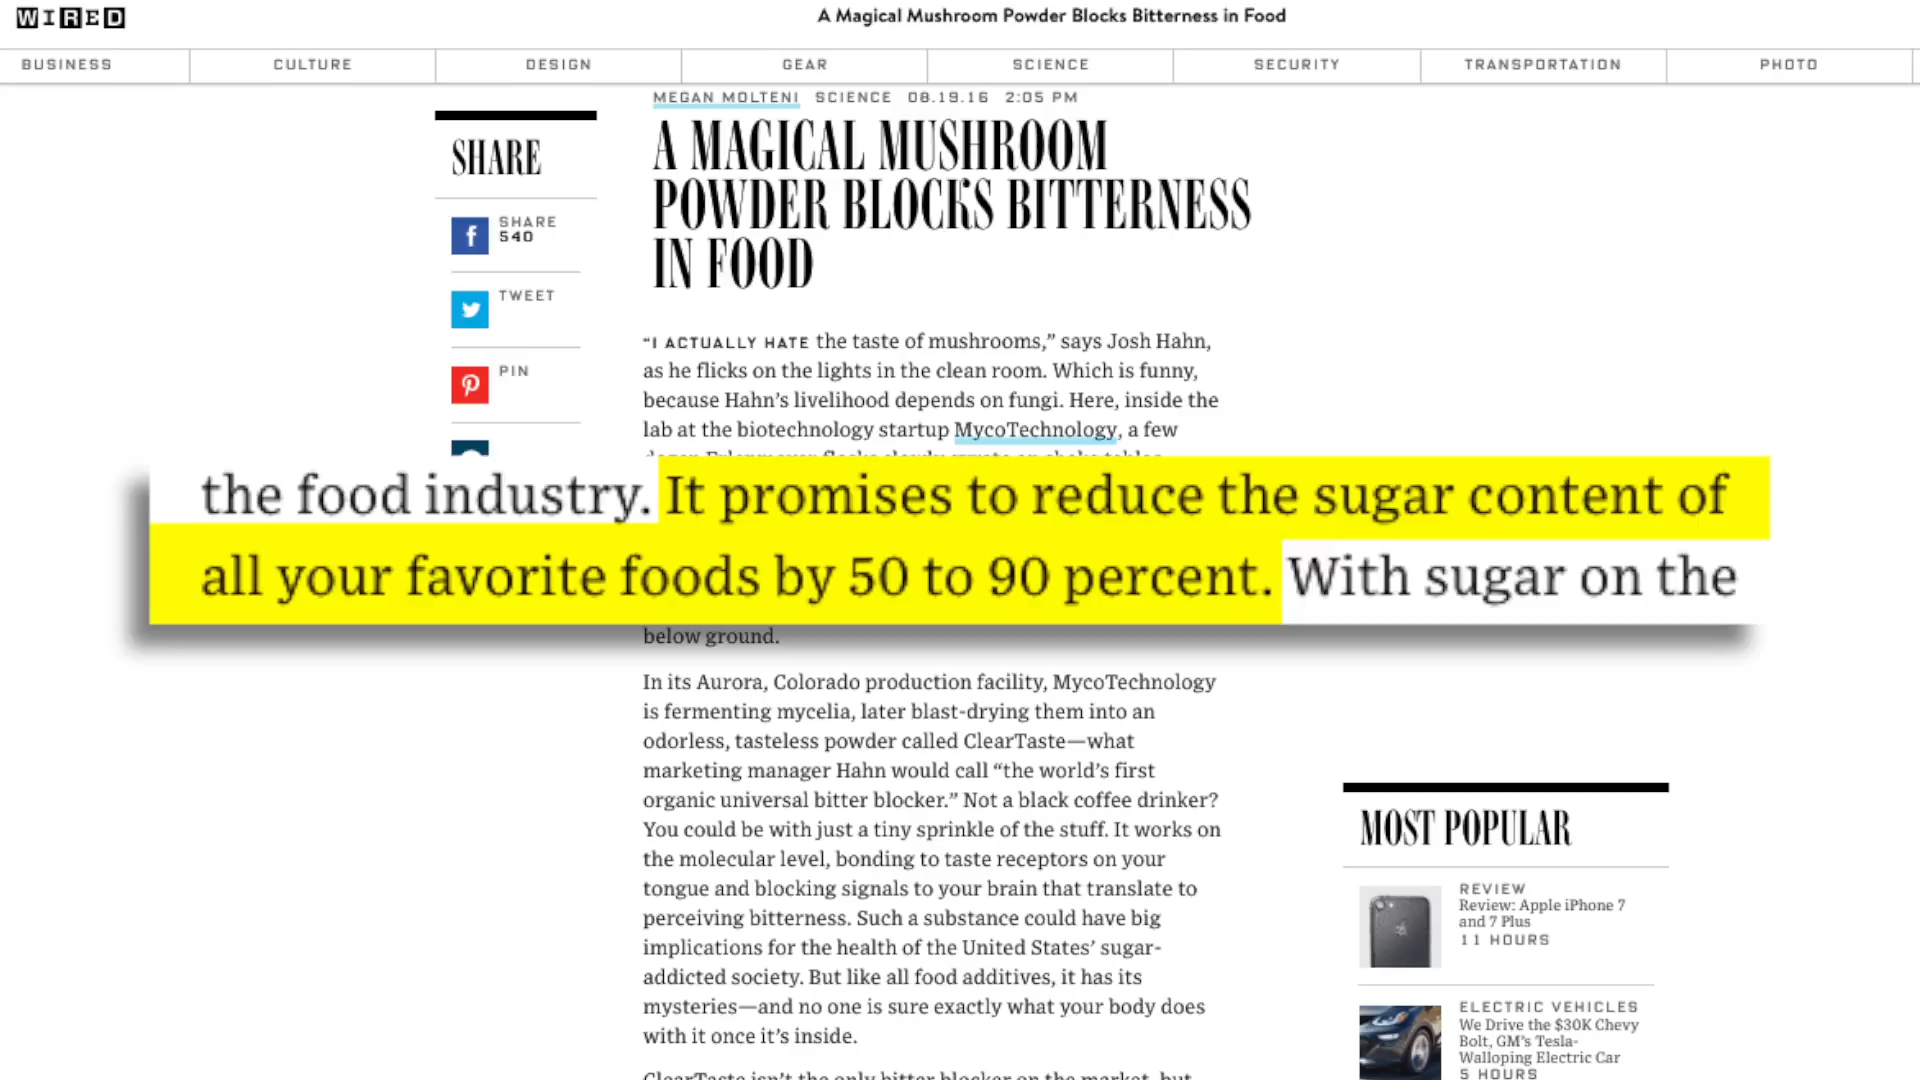 WIRED
A Magical Mushroom Powder Blocks Bitterness in Food
BUSINESS
CULTURE
DESIGN
GEAR
SCIENCE
SECURITY
TRANSPORTATION
PHOTO
SHARE
SHARE
540
TWEET
PIN
MEGAN MOLTENI SCIENCE 08.19.16 2:05 PM
A MAGICAL MUSHROOM
POWDER BLOCKS BITTERNESS
IN FOOD
“I ACTUALLY HATE the taste of mushrooms,” says Josh Hahn,
as he flicks on the lights in the clean room. Which is funny,
because Hahn’s livelihood depends on fungi. Here, inside the
lab at the biotechnology startup MycoTechnology, a few
the food industry. It promises to reduce the sugar content of
all your favorite foods by 50 to 90 percent. With sugar on the
below ground.
In its Aurora, Colorado production facility, MycoTechnology
is fermenting mycelia, later blast-drying them into an
odorless, tasteless powder called ClearTaste—what
marketing manager Hahn would call “the world’s first
organic universal bitter blocker.” Not a black coffee drinker?
You could be with just a tiny sprinkle of the stuff. It works on
the molecular level, bonding to taste receptors on your
tongue and blocking signals to your brain that translate to
perceiving bitterness. Such a substance could have big
implications for the health of the United States’ sugar-
addicted society. But like all food additives, it has its
mysteries—and no one is sure exactly what your body does
with it once it’s inside.
ClearTaste isn’t the only bitter blocker on the market, but
MOST POPULAR
REVIEW
Review: Apple iPhone 7
and 7 Plus
11 HOURS
ELECTRIC VEHICLES
We Drive the $30K Chevy
Bolt, GM’s Tesla-
Walloping Electric Car
5 HOURS